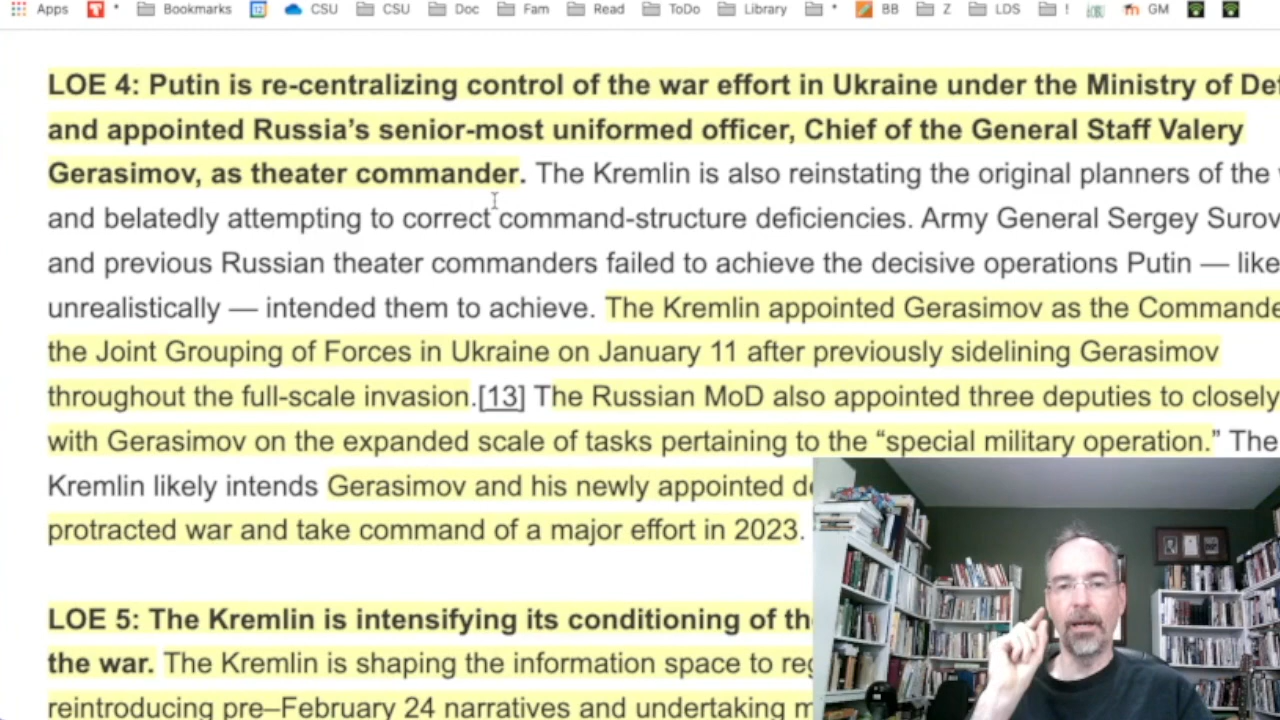 Apps * Bookmarks 12 CSU CSU Doc Fam Read ToDo Library * BB Z LDS ! GM
LOE 4: Putin is re-centralizing control of the war effort in Ukraine under the Ministry of De
and appointed Russia’s senior-most uniformed officer, Chief of the General Staff Valery
Gerasimov, as theater commander. The Kremlin is also reinstating the original planners of the
and belatedly attempting to correct command-structure deficiencies. Army General Sergey Surov
and previous Russian theater commanders failed to achieve the decisive operations Putin — like
unrealistically — intended them to achieve. The Kremlin appointed Gerasimov as the Commande
the Joint Grouping of Forces in Ukraine on January 11 after previously sidelining Gerasimov
throughout the full-scale invasion.[13] The Russian MoD also appointed three deputies to closely
with Gerasimov on the expanded scale of tasks pertaining to the “special military operation.” The
Kremlin likely intends Gerasimov and his newly appointed de
protracted war and take command of a major effort in 2023.
LOE 5: The Kremlin is intensifying its conditioning of th
the war. The Kremlin is shaping the information space to re
reintroducing pre–February 24 narratives and undertaking m